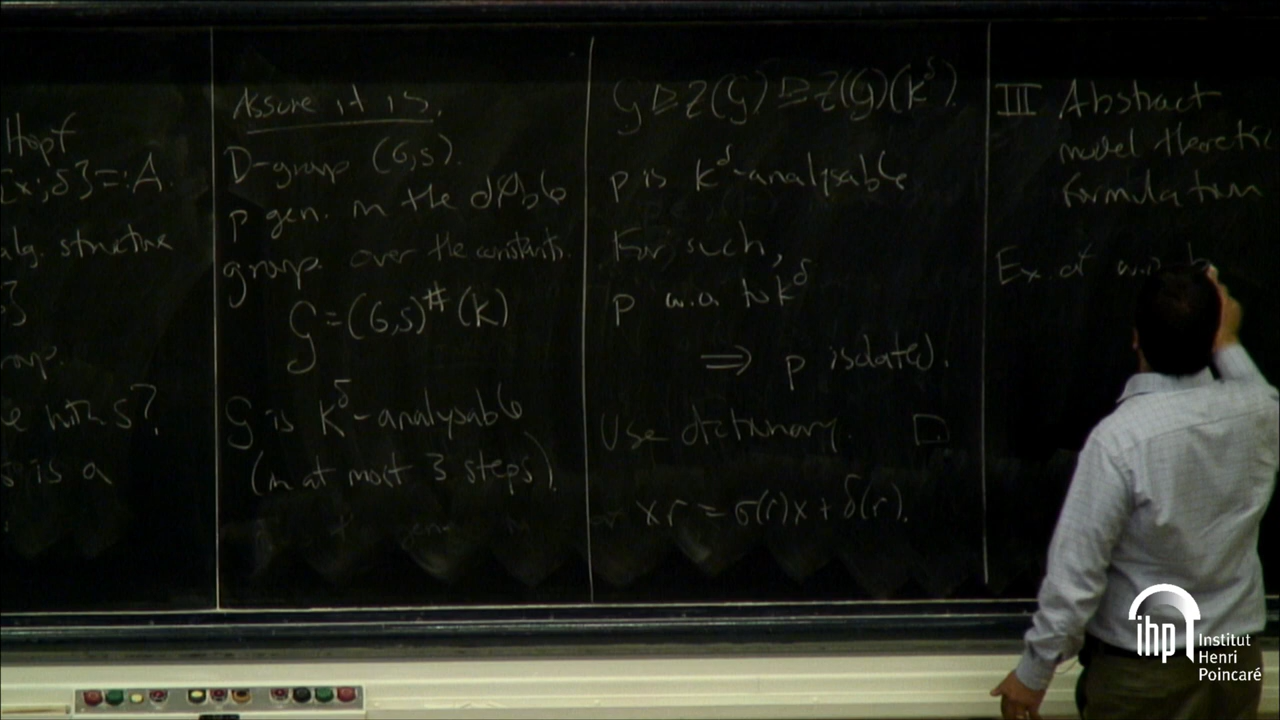 Hopf
[x;δ]=:A.
alg. structure
e with S?
s is a
Assume it is.
D-group (G,s).
p gen. in the
group over the constants.
G=(G,s)^#(K)
G is K^δ-analysable
(in at most 3 steps).
G ⊵ Z(G) ⊵ Z(G)(K^δ).
p is K^δ-analysable
For such,
p w.o. to K^δ
⟹ p isolated.
Use dictionary. □
xr = σ(r)x + δ(r).
III Abstract
model theoretic
formulation
Ex. of
ihp
Institut
Henri
Poincaré